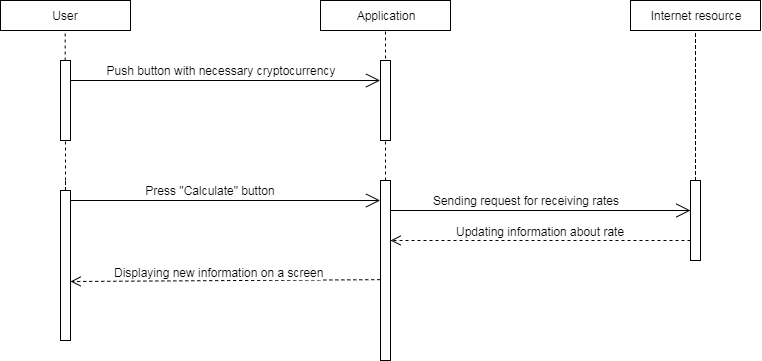 User
Application
Internet resource
Push button with necessary cryptocurrency
Press "Calculate" button
Sending request for receiving rates
Updating information about rate
Displaying new information on a screen